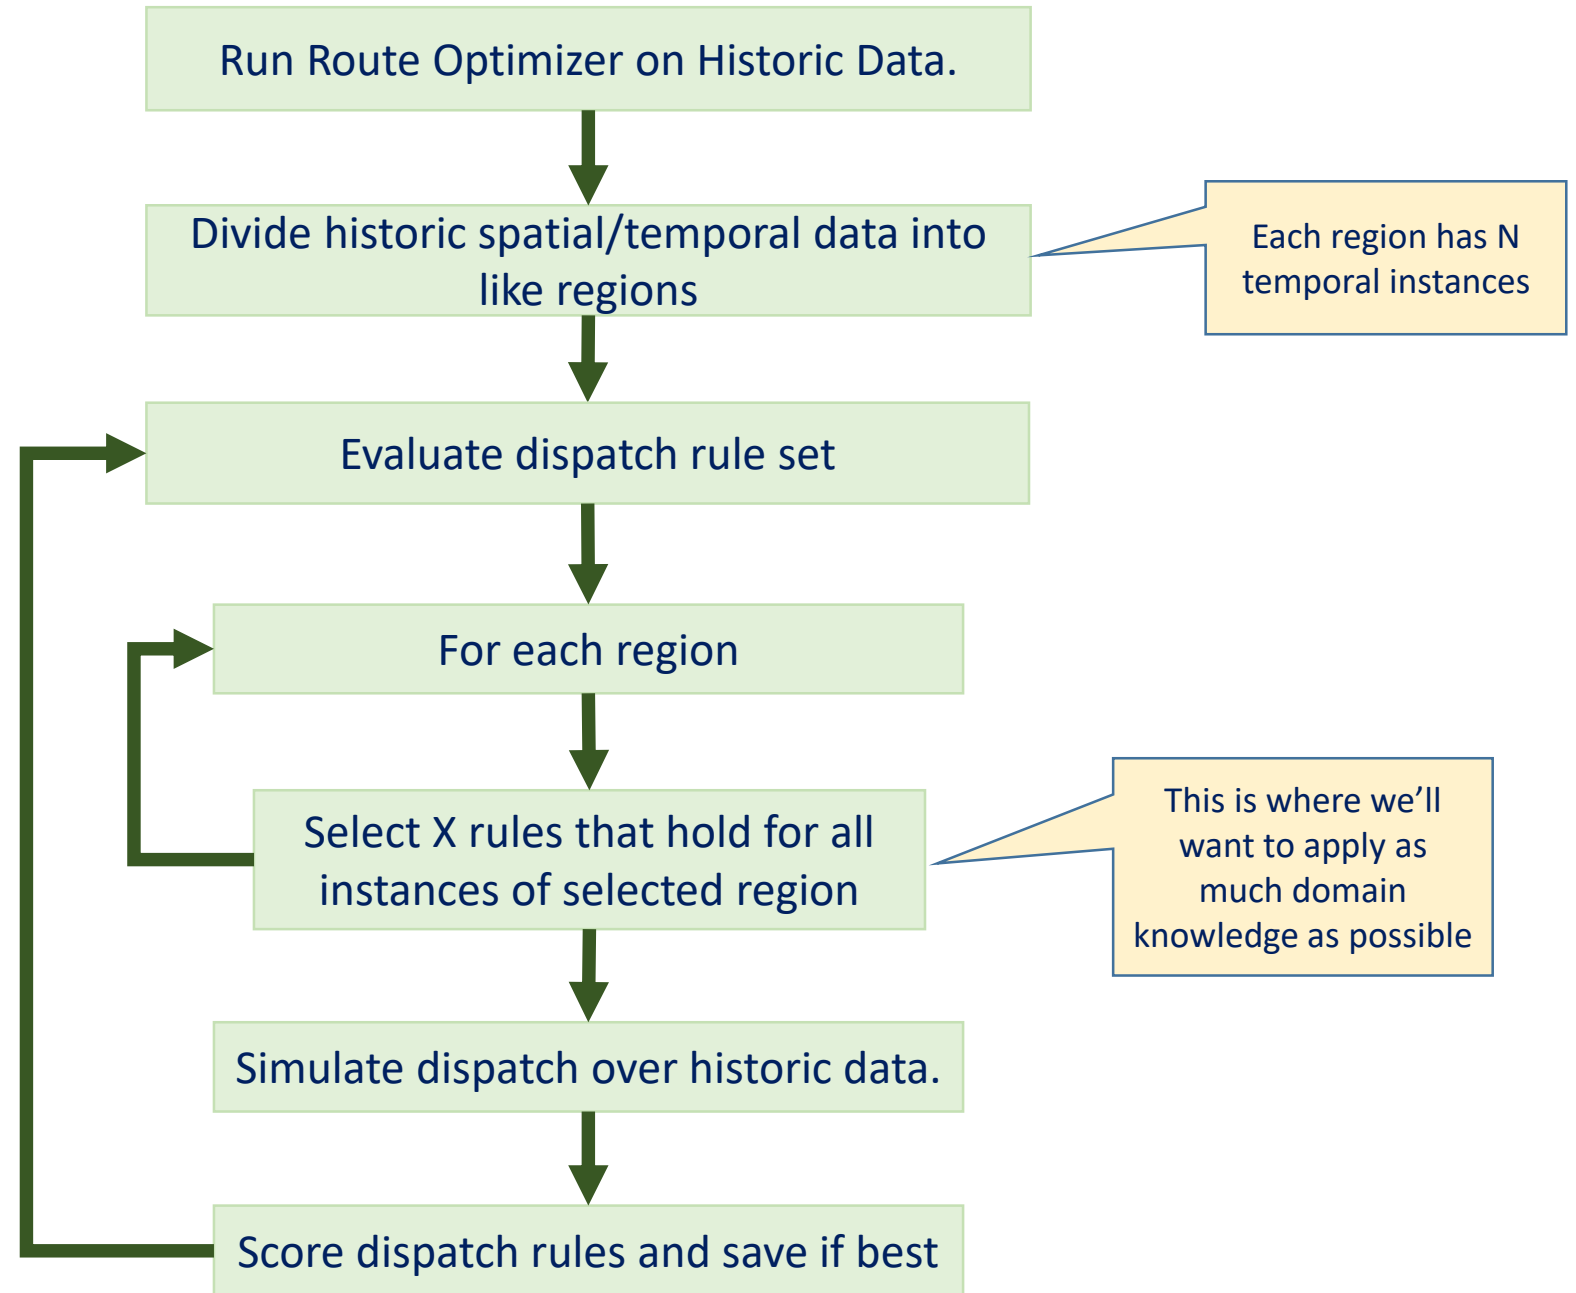 Run Route Optimizer on Historic Data.
Divide historic spatial/temporal data into
like regions
Each region has N
temporal instances
Evaluate dispatch rule set
For each region
Select X rules that hold for all
instances of selected region
This is where we’ll
want to apply as
much domain
knowledge as possible
Simulate dispatch over historic data.
Score dispatch rules and save if best